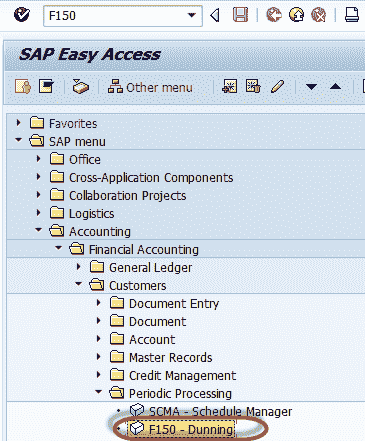 F150
SAP Easy Access
Other menu
Favorites
SAP menu
Office
Cross-Application Components
Collaboration Projects
Logistics
Accounting
Financial Accounting
General Ledger
Customers
Document Entry
Document
Account
Master Records
Credit Management
Periodic Processing
SCMA - Schedule Manager
F150 - Dunning